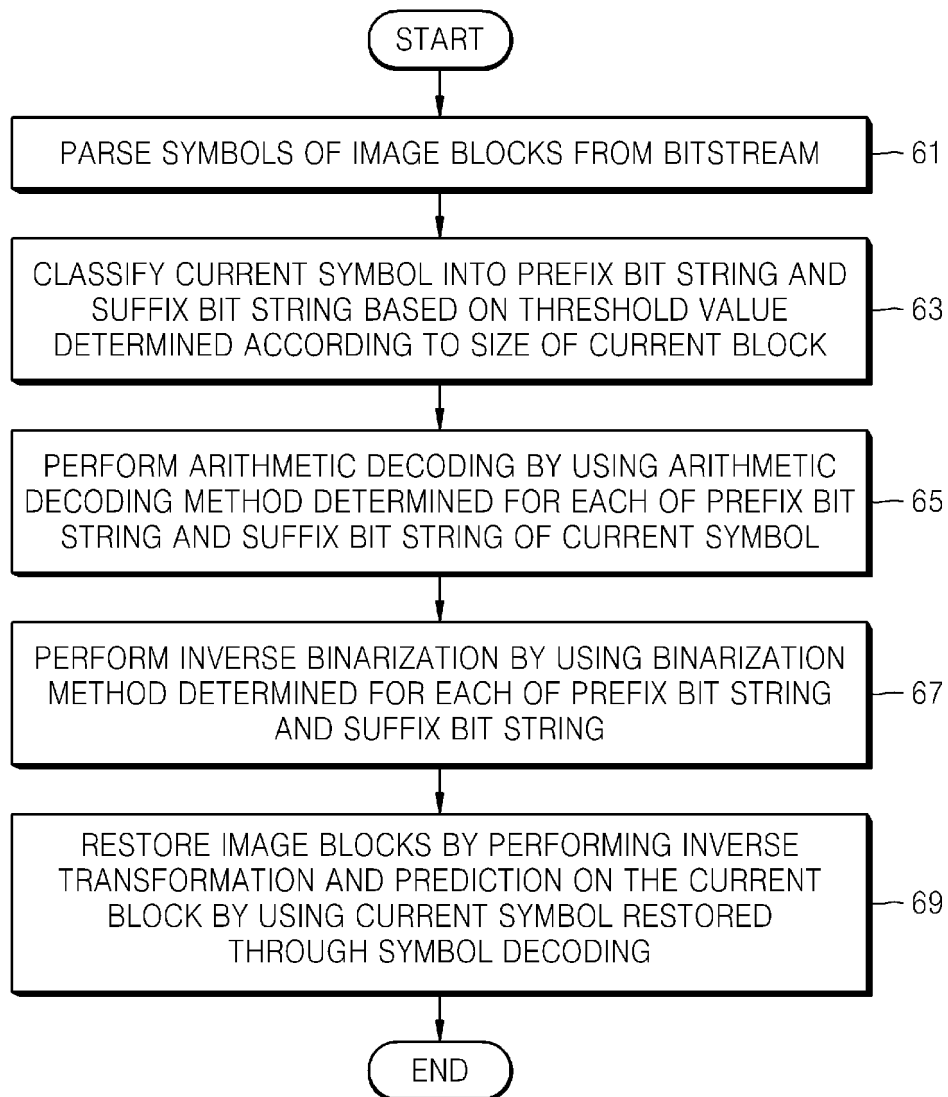 START
PARSE SYMBOLS OF IMAGE BLOCKS FROM BITSTREAM
61
CLASSIFY CURRENT SYMBOL INTO PREFIX BIT STRING AND
SUFFIX BIT STRING BASED ON THRESHOLD VALUE
DETERMINED ACCORDING TO SIZE OF CURRENT BLOCK
63
PERFORM ARITHMETIC DECODING BY USING ARITHMETIC
DECODING METHOD DETERMINED FOR EACH OF PREFIX BIT
STRING AND SUFFIX BIT STRING OF CURRENT SYMBOL
65
PERFORM INVERSE BINARIZATION BY USING BINARIZATION
METHOD DETERMINED FOR EACH OF PREFIX BIT STRING
AND SUFFIX BIT STRING
67
RESTORE IMAGE BLOCKS BY PERFORMING INVERSE
TRANSFORMATION AND PREDICTION ON THE CURRENT
BLOCK BY USING CURRENT SYMBOL RESTORED
THROUGH SYMBOL DECODING
69
END